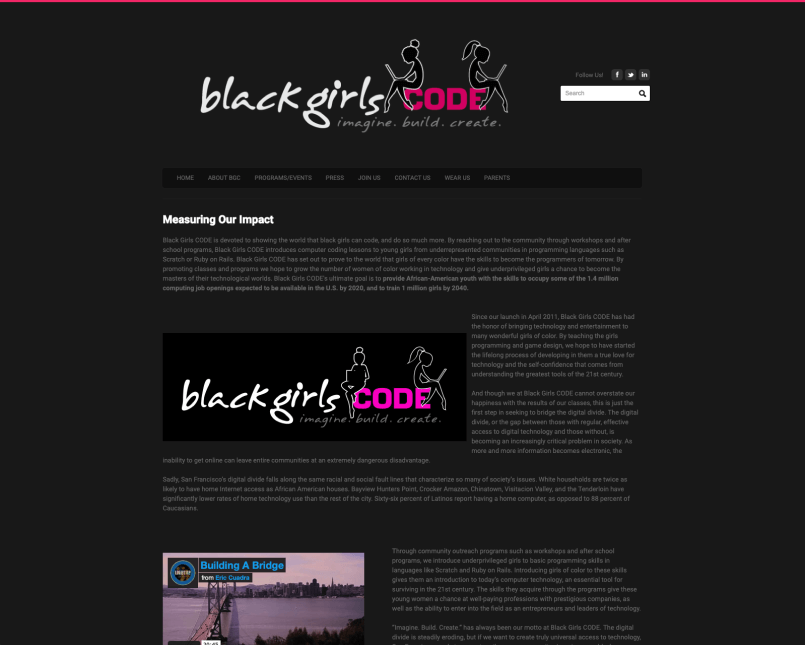 black girls CODE
imagine. build. create.
Follow Us!
Search
HOME ABOUT BGC PROGRAMS/EVENTS PRESS JOIN US CONTACT US WEAR US PARENTS
Measuring Our Impact
Black Girls CODE is devoted to showing the world that black girls can code, and do so much more. By reaching out to the community through workshops and after
school programs, Black Girls CODE introduces computer coding lessons to young girls from underrepresented communities in programming languages such as
Scratch or Ruby on Rails. Black Girls CODE has set out to prove to the world that girls of every color have the skills to become the programmers of tomorrow. By
promoting classes and programs we hope to grow the number of women of color working in technology and give underprivileged girls a chance to become the
masters of their technological worlds. Black Girls CODE's ultimate goal is to provide African-American youth with the skills to occupy some of the 1.4 million
computing job openings expected to be available in the U.S. by 2020, and to train 1 million girls by 2040.
Since our launch in April 2011, Black Girls CODE has had
the honor of bringing technology and entertainment to
many wonderful girls of color. By teaching the girls
programming and game design, we hope to have started
the lifelong process of developing in them a true love for
technology and the self-confidence that comes from
understanding the greatest tools of the 21st century.
black girls CODE
imagine. build. create.
And though we at Black Girls CODE cannot overstate our
happiness with the results of our classes, this is just the
first step in seeking to bridge the digital divide. The digital
divide, or the gap between those with regular, effective
access to digital technology and those without, is
becoming an increasingly critical problem in society. As
more and more information becomes electronic, the
inability to get online can leave entire communities at an extremely dangerous disadvantage.
Sadly, San Francisco's digital divide falls along the same racial and social fault lines that characterize so many of society's issues. White households are twice as
likely to have home Internet access as African American houses. Bayview Hunters Point, Crocker Amazon, Chinatown, Visitacion Valley, and the Tenderloin have
significantly lower rates of home technology use than the rest of the city. Sixty-six percent of Latinos report having a home computer, as opposed to 88 percent of
Caucasians.
Building A Bridge
from Eric Cuadra
Through community outreach programs such as workshops and after school
programs, we introduce underprivileged girls to basic programming skills in
languages like Scratch and Ruby on Rails. Introducing girls of color to these skills
gives them an introduction to today's computer technology, an essential tool for
surviving in the 21st century. The skills they acquire through the programs give these
young women a chance at well-paying professions with prestigious companies, as
well as the ability to enter into the field as an entrepreneurs and leaders of technology.
"Imagine. Build. Create." has always been our motto at Black Girls CODE. The digital
divide is steadily eroding, but if we want to create truly universal access to technology,